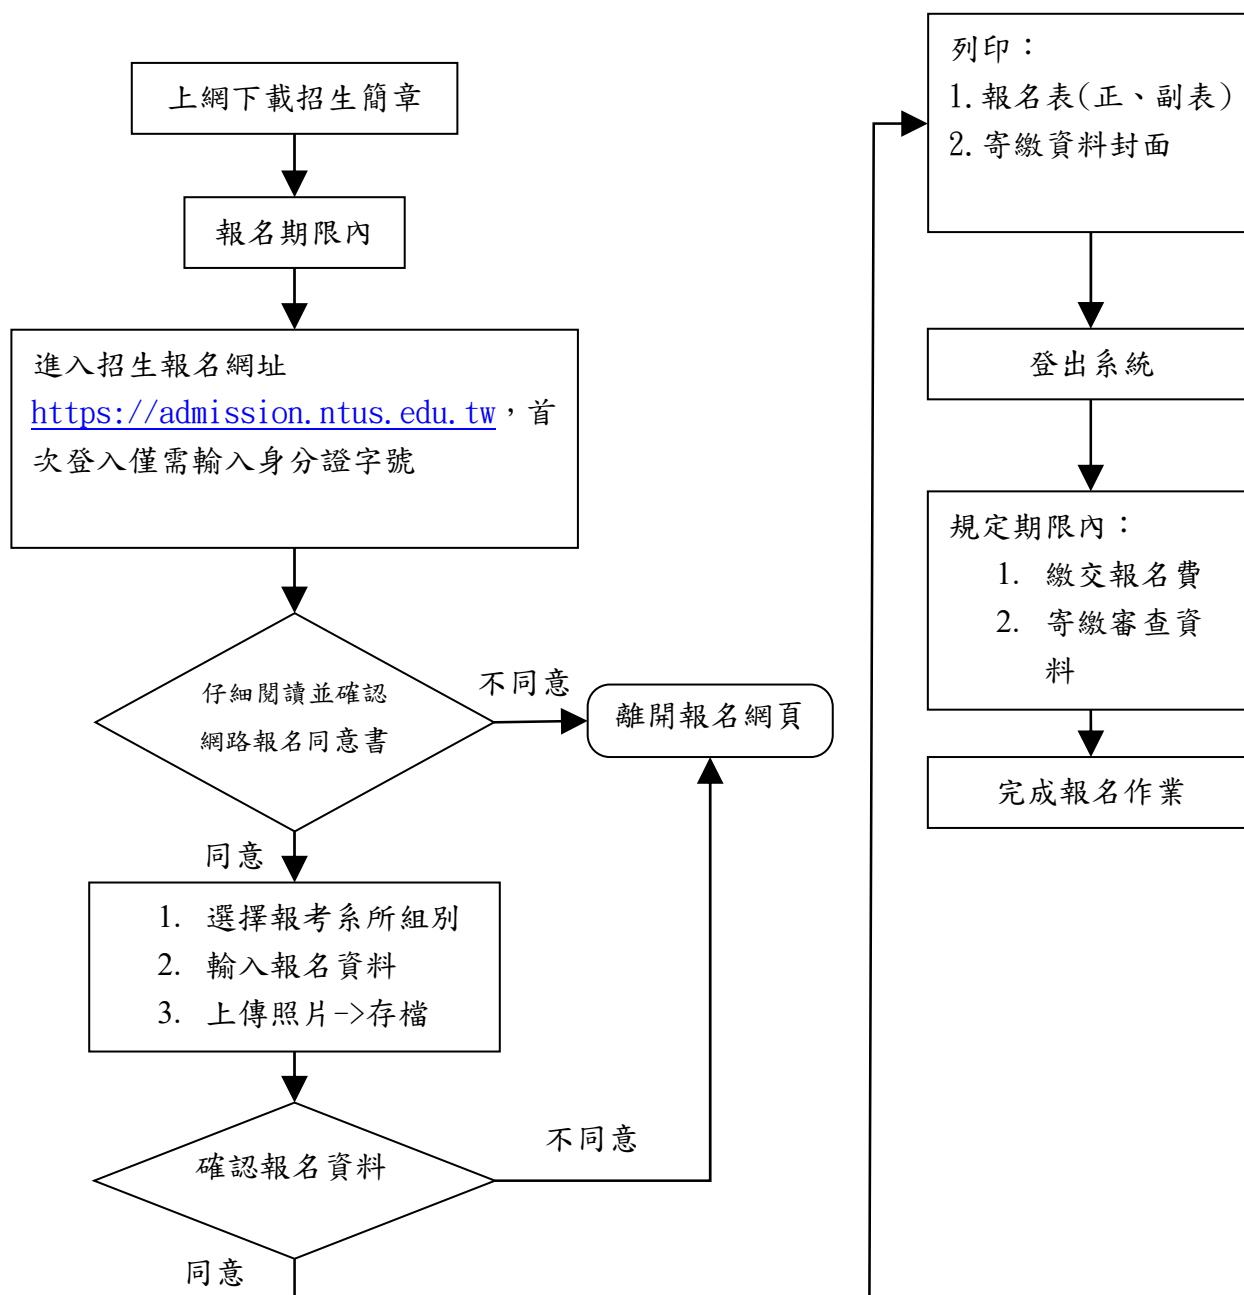 上網下載招生簡章
報名期限內
進入招生報名網址
https://admission.ntus.edu.tw，首
次登入僅需輸入身分證字號
仔細閱讀並確認
網路報名同意書
不同意
離開報名網頁
同意
1. 選擇報考系所組別
2. 輸入報名資料
3. 上傳照片->存檔
確認報名資料
不同意
同意
列印：
1.報名表(正、副表)
2.寄繳資料封面
登出系統
規定期限內：
1. 繳交報名費
2. 寄繳審查資
料
完成報名作業